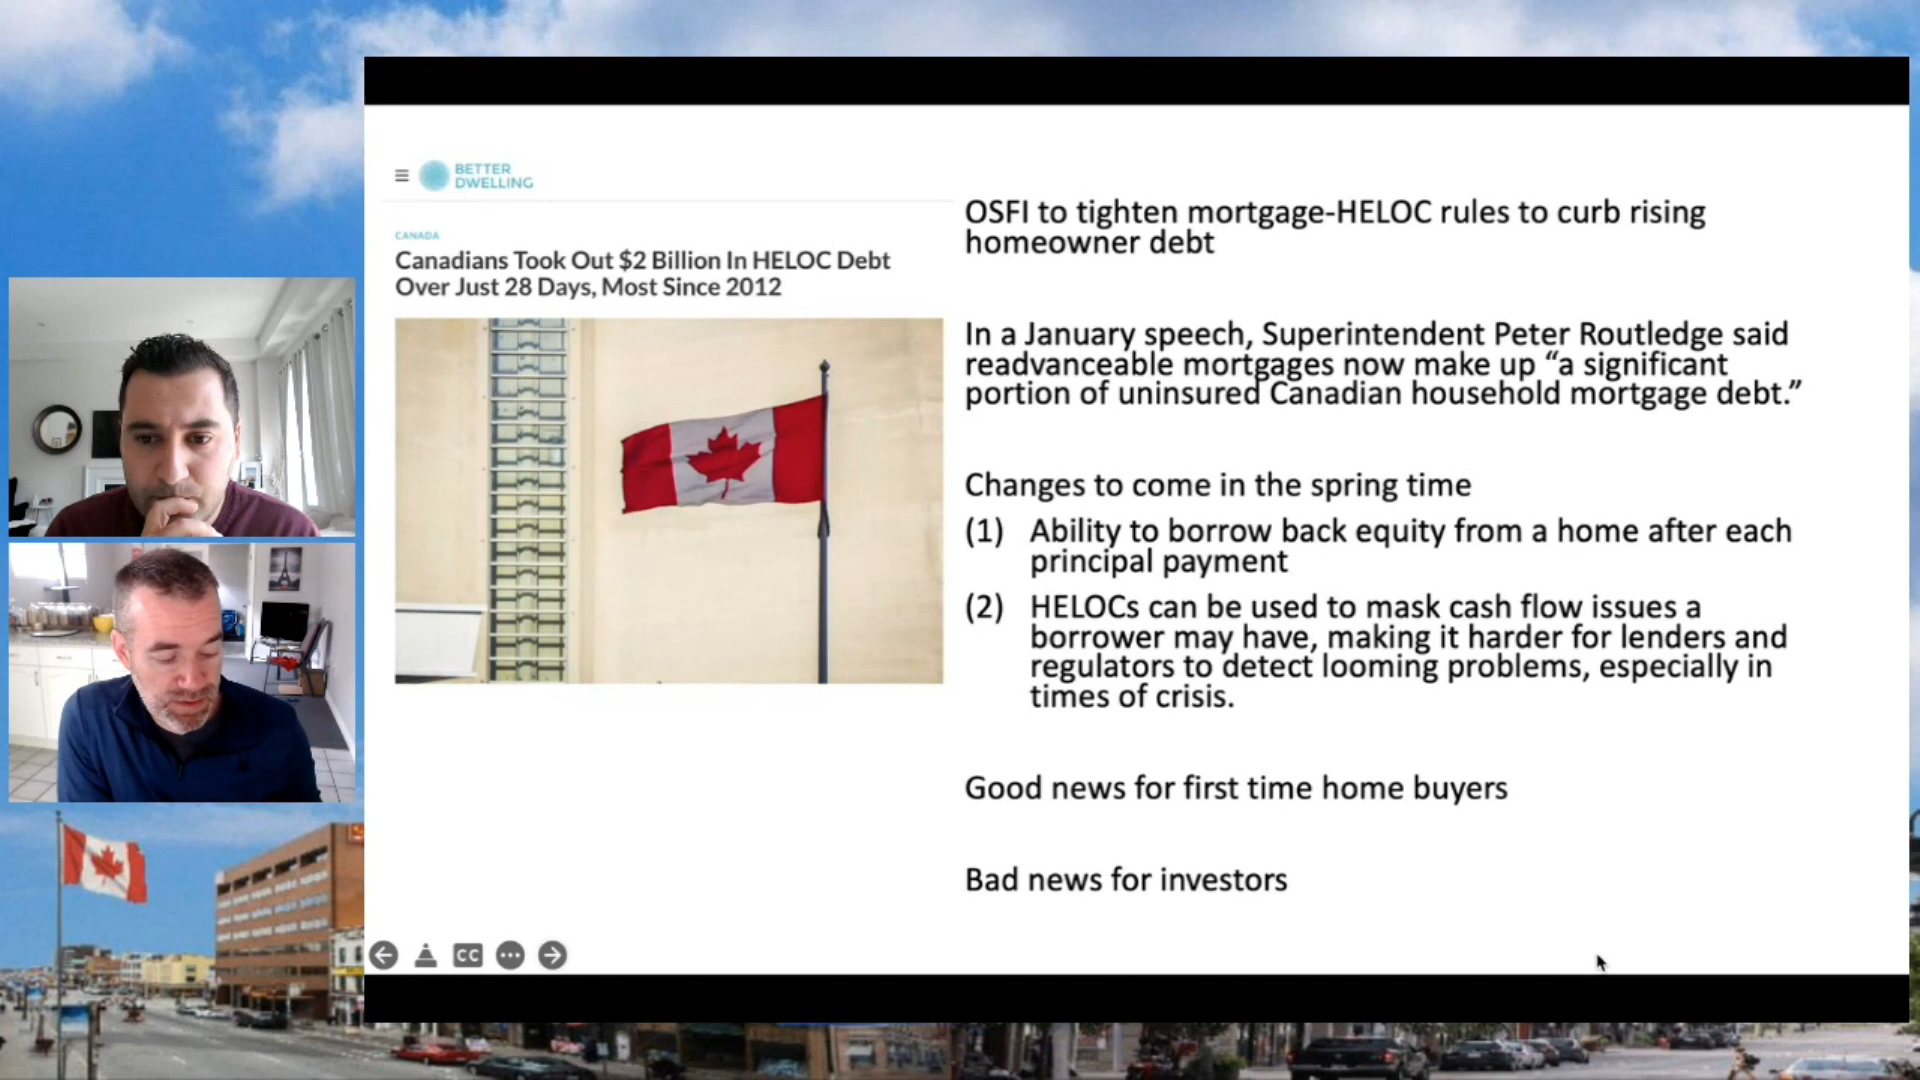 BETTER
DWELLING
CANADA
Canadians Took Out $2 Billion In HELOC Debt
Over Just 28 Days, Most Since 2012
OSFI to tighten mortgage-HELOC rules to curb rising
homeowner debt
In a January speech, Superintendent Peter Routledge said
readvanceable mortgages now make up “a significant
portion of uninsured Canadian household mortgage debt.”
Changes to come in the spring time
(1) Ability to borrow back equity from a home after each
principal payment
(2) HELOCs can be used to mask cash flow issues a
borrower may have, making it harder for lenders and
regulators to detect looming problems, especially in
times of crisis.
Good news for first time home buyers
Bad news for investors
CC